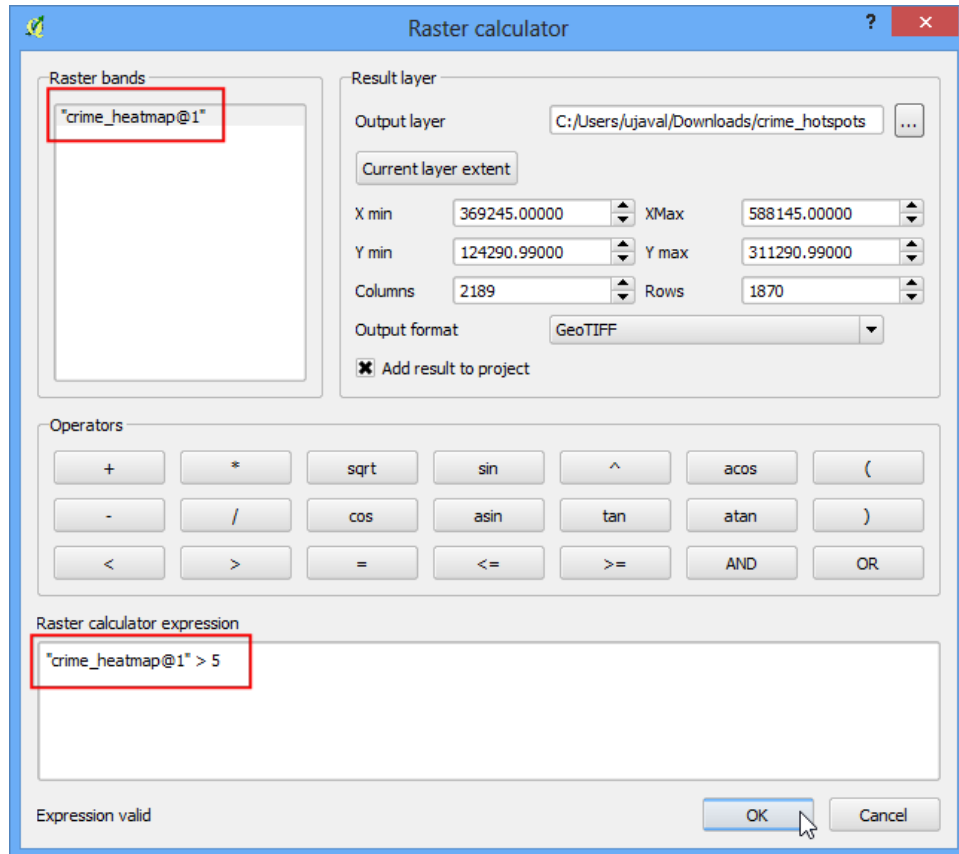 Raster calculator
?
Raster bands
"crime_heatmap@1"
Result layer
Output layer C:/Users/ujaval/Downloads/crime_hotspots ...
Current layer extent
X min 369245.00000 XMax 588145.00000
Y min 124290.99000 Y max 311290.99000
Columns 2189 Rows 1870
Output format GeoTIFF
Add result to project
Operators
+ * sqrt sin ^ acos (
- / cos asin tan atan )
< > = <= >= AND OR
Raster calculator expression
"crime_heatmap@1" > 5
Expression valid
OK Cancel